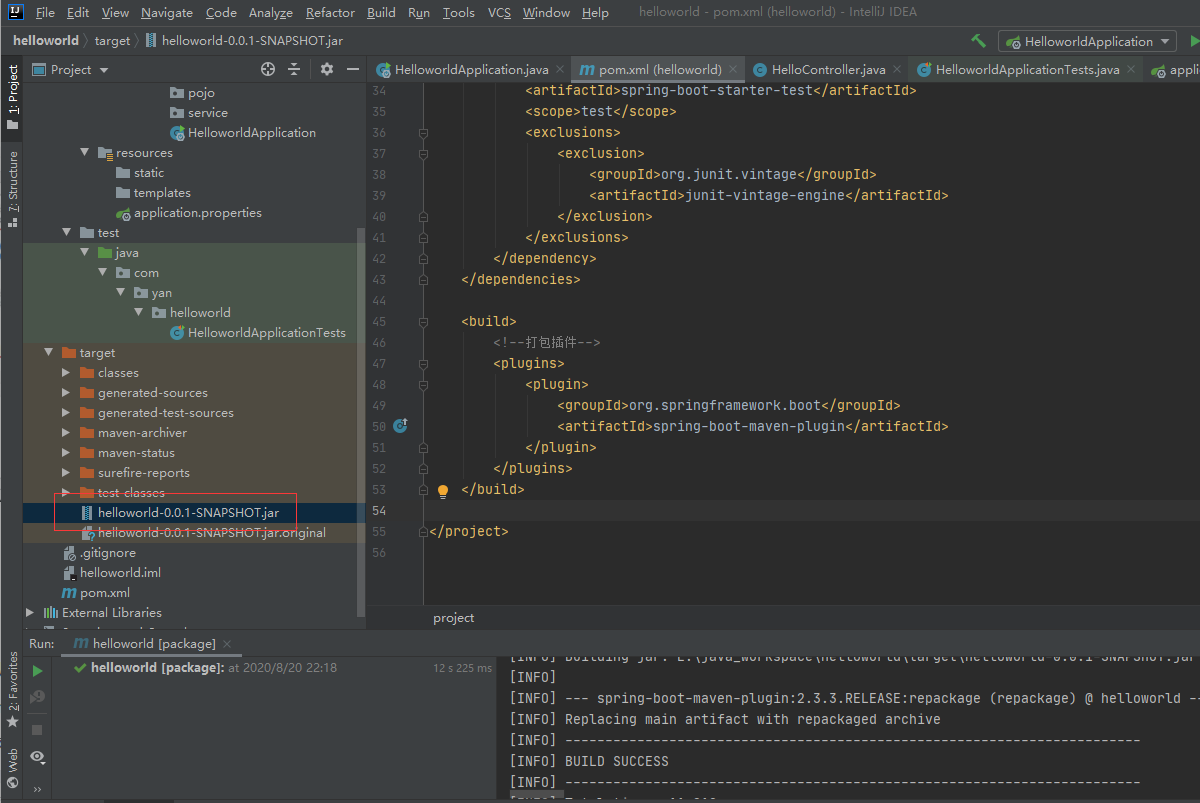 File Edit View Navigate Code Analyze Refactor Build Run Tools VCS Window Help helloworld - pom.xml (helloworld) - IntelliJ IDEA
helloworld target helloworld-0.0.1-SNAPSHOT.jar HelloworldApplication
1: Project
7: Structure
2: Favorites
Web
Project
pojo
service
HelloworldApplication
resources
static
templates
application.properties
test
java
com
yan
helloworld
HelloworldApplicationTests
target
classes
generated-sources
generated-test-sources
maven-archiver
maven-status
surefire-reports
test-classes
helloworld-0.0.1-SNAPSHOT.jar
helloworld-0.0.1-SNAPSHOT.jar.original
.gitignore
helloworld.iml
pom.xml
External Libraries
HelloworldApplication.java pom.xml (helloworld) HelloController.java HelloworldApplicationTests.java appli
34 <artifactId>spring-boot-starter-test</artifactId>
35 <scope>test</scope>
36 <exclusions>
37 <exclusion>
38 <groupId>org.junit.vintage</groupId>
39 <artifactId>junit-vintage-engine</artifactId>
40 </exclusion>
41 </exclusions>
42 </dependency>
43 </dependencies>
44
45 <build>
46 <!--打包插件-->
47 <plugins>
48 <plugin>
49 <groupId>org.springframework.boot</groupId>
50 <artifactId>spring-boot-maven-plugin</artifactId>
51 </plugin>
52 </plugins>
53 </build>
54
55 </project>
56
project
Run: helloworld [package]
helloworld [package]: at 2020/8/20 22:18 12 s 225 ms
[INFO] Building jar: E:\java_workspace\helloworld\target\helloworld-0.0.1-SNAPSHOT.jar
[INFO]
[INFO] --- spring-boot-maven-plugin:2.3.3.RELEASE:repackage (repackage) @ helloworld --
[INFO] Replacing main artifact with repackaged archive
[INFO] ------------------------------------------------------------------------
[INFO] BUILD SUCCESS
[INFO] ------------------------------------------------------------------------